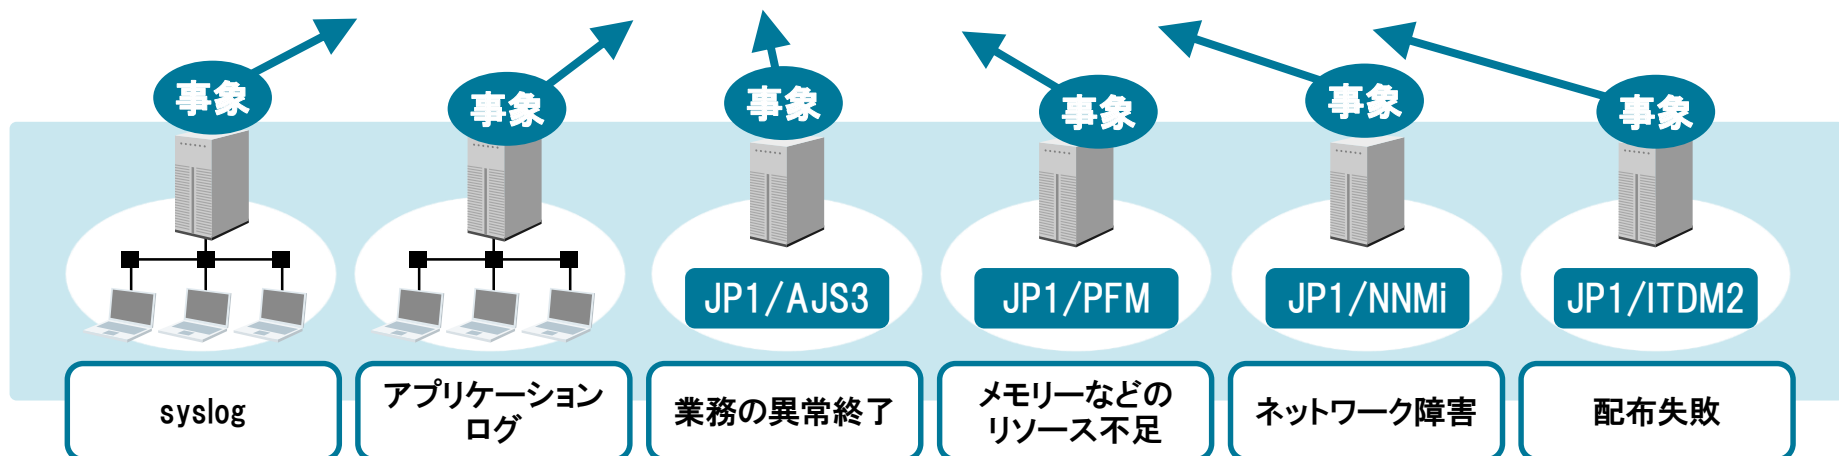 事象
事象
事象
事象
事象
事象
JP1/AJS3
JP1/PFM
JP1/NNMi
JP1/ITDM2
syslog
アプリケーション
ログ
業務の異常終了
メモリーなどの
リソース不足
ネットワーク障害
配布失敗